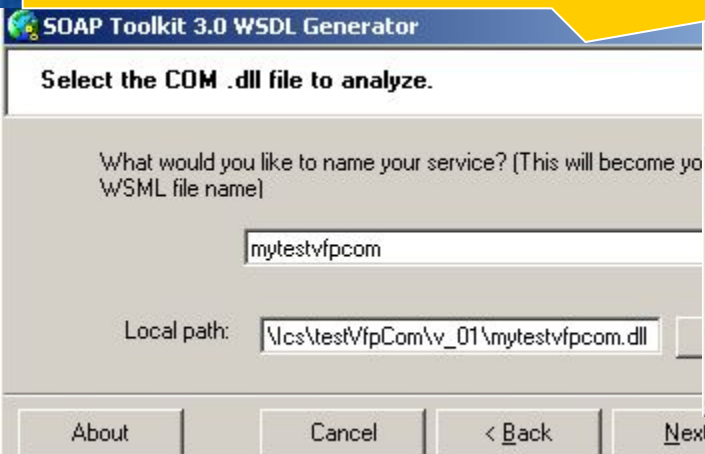 SOAP Toolkit 3.0 WSDL Generator
Select the COM .dll file to analyze.
What would you like to name your service? (This will become yo
WSML file name)
mytestvfpcom
Local path: \lcs\testVfpCom\v_01\mytestvfpcom.dll
About Cancel < Back Next